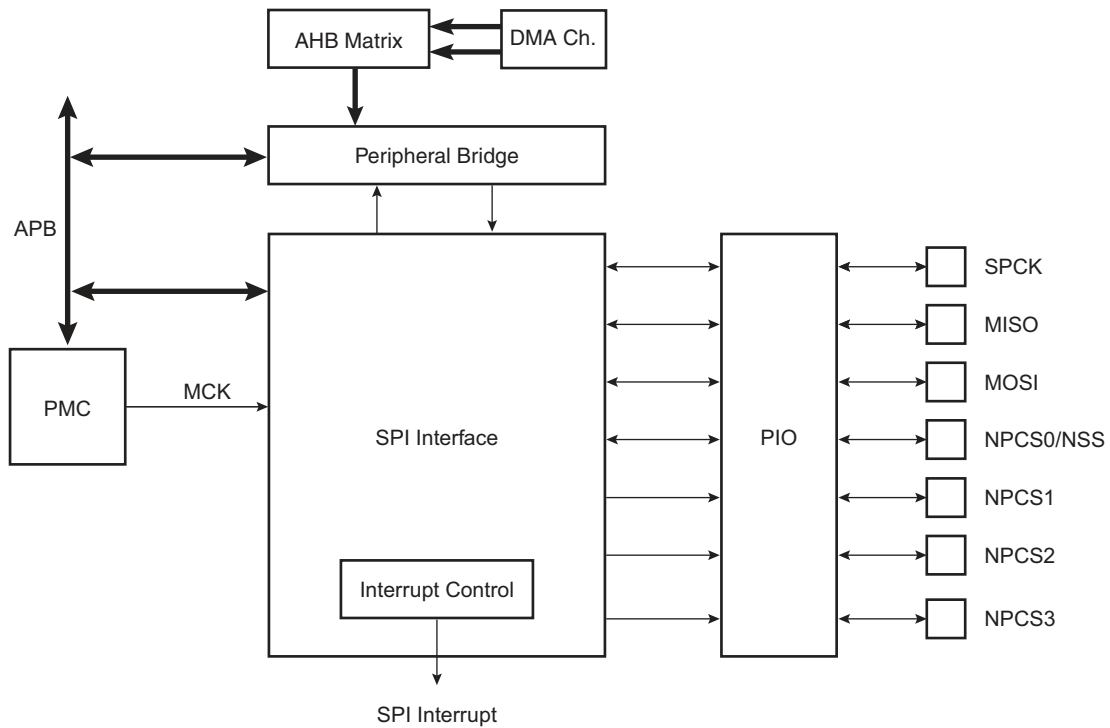 AHB Matrix
DMA Ch.
Peripheral Bridge
APB
SPCK
MISO
MCK
MOSI
PMC
SPI Interface
PIO
NPCS0/NSS
NPCS1
NPCS2
Interrupt Control
NPCS3
SPI Interrupt